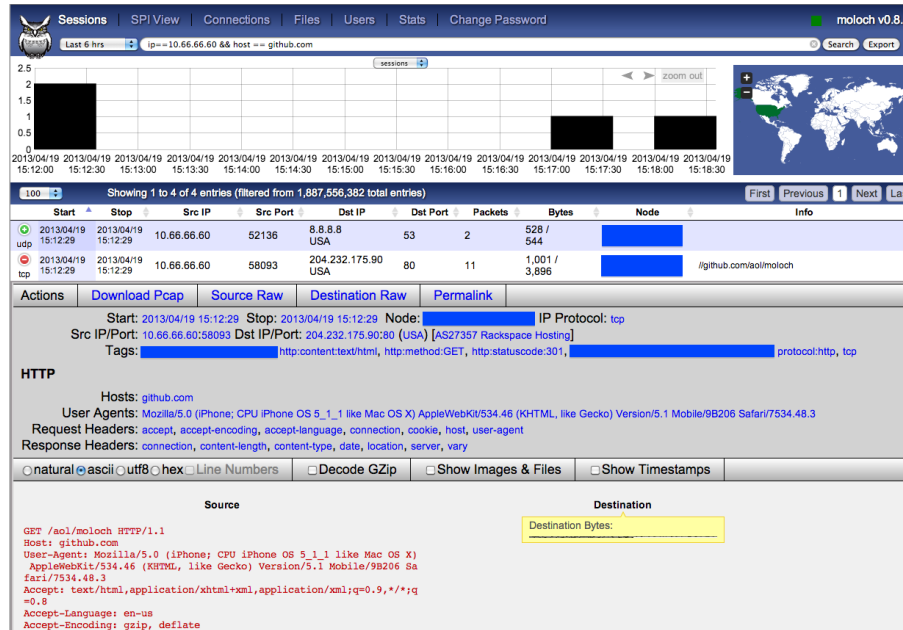 Sessions SPI View Connections Files Users Stats Change Password moloch v0.8.
Last 6 hrs ip==10.66.66.60 && host == github.com Search Export
sessions
zoom out
2.5
2
1.5
1
0.5
0
2013/04/19 2013/04/19 2013/04/19 2013/04/19 2013/04/19 2013/04/19 2013/04/19 2013/04/19 2013/04/19 2013/04/19 2013/04/19 2013/04/19 2013/04/19 2013/04/19
15:12:00 15:12:30 15:13:00 15:13:30 15:14:00 15:14:30 15:15:00 15:15:30 15:16:00 15:16:30 15:17:00 15:17:30 15:18:00 15:18:30
+
−
100 Showing 1 to 4 of 4 entries (filtered from 1,887,556,382 total entries) First Previous 1 Next La
Start Stop Src IP Src Port Dst IP Dst Port Packets Bytes Node Info
udp 2013/04/19 15:12:29 2013/04/19 15:12:29 10.66.66.60 52136 8.8.8.8 USA 53 2 528 / 544
tcp 2013/04/19 15:12:29 2013/04/19 15:12:29 10.66.66.60 58093 204.232.175.90 USA 80 11 1,001 / 3,896 //github.com/aol/moloch
Actions Download Pcap Source Raw Destination Raw Permalink
Start: 2013/04/19 15:12:29 Stop: 2013/04/19 15:12:29 Node: IP Protocol: tcp
Src IP/Port: 10.66.66.60:58093 Dst IP/Port: 204.232.175.90:80 (USA) [AS27357 Rackspace Hosting]
Tags: http:content:text/html, http:method:GET, http:statuscode:301, protocol:http, tcp
HTTP
Hosts: github.com
User Agents: Mozilla/5.0 (iPhone; CPU iPhone OS 5_1_1 like Mac OS X) AppleWebKit/534.46 (KHTML, like Gecko) Version/5.1 Mobile/9B206 Safari/7534.48.3
Request Headers: accept, accept-encoding, accept-language, connection, cookie, host, user-agent
Response Headers: connection, content-length, content-type, date, location, server, vary
natural ascii utf8 hex Line Numbers Decode GZip Show Images & Files Show Timestamps
Source Destination
Destination Bytes:
GET /aol/moloch HTTP/1.1
Host: github.com
User-Agent: Mozilla/5.0 (iPhone; CPU iPhone OS 5_1_1 like Mac OS X)
AppleWebKit/534.46 (KHTML, like Gecko) Version/5.1 Mobile/9B206 Sa
fari/7534.48.3
Accept: text/html,application/xhtml+xml,application/xml;q=0.9,*/*;q
=0.8
Accept-Language: en-us
Accept-Encoding: gzip, deflate